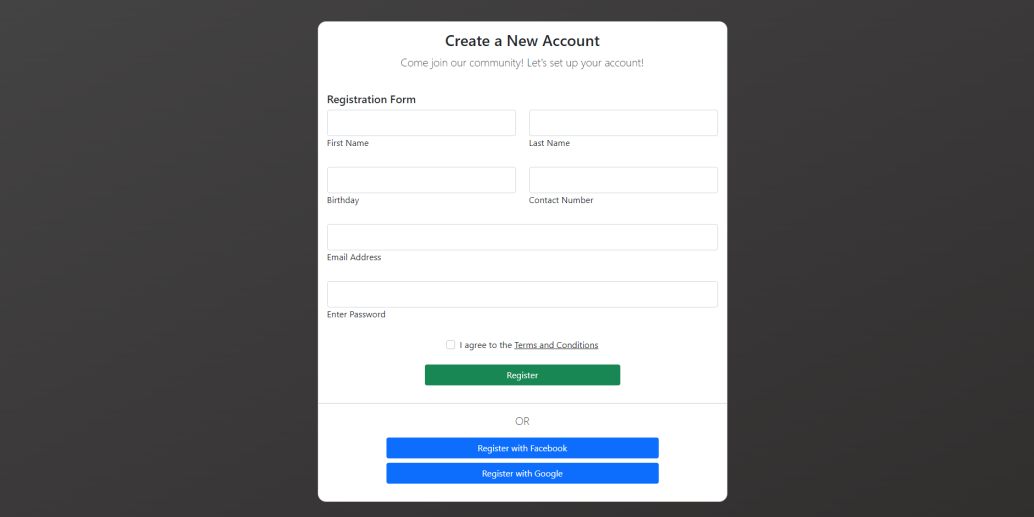 Create a New Account
Come join our community! Let's set up your account!
Registration Form
First Name Last Name
Birthday Contact Number
Email Address
Enter Password
I agree to the Terms and Conditions
Register
OR
Register with Facebook
Register with Google